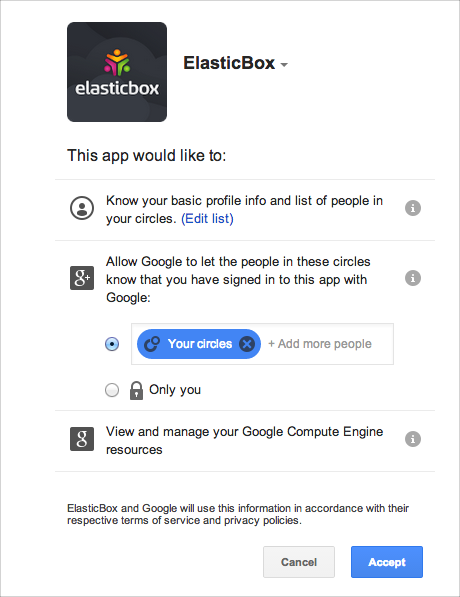 elasticbox
ElasticBox
This app would like to:
Know your basic profile info and list of people in
your circles. (Edit list)
Allow Google to let the people in these circles
know that you have signed in to this app with
Google:
Your circles + Add more people
Only you
View and manage your Google Compute Engine
resources
ElasticBox and Google will use this information in accordance with their
respective terms of service and privacy policies.
Cancel Accept